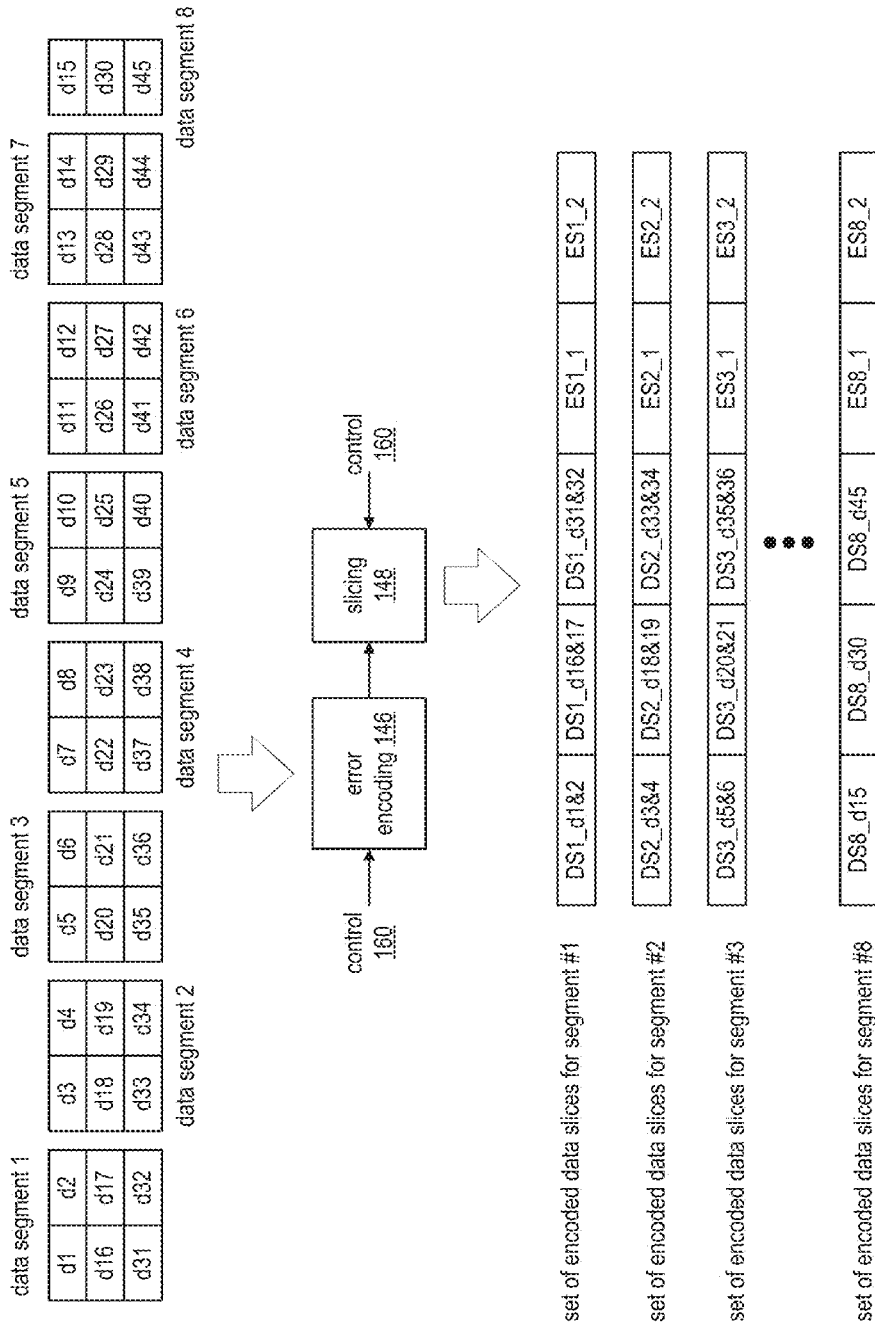 data segment 1
data segment 3
data segment 5
data segment 7
d1 d2 d3 d4 d5 d6 d7 d8 d9 d10 d11 d12 d13 d14 d15
d16 d17 d18 d19 d20 d21 d22 d23 d24 d25 d26 d27 d28 d29 d30
d31 d32 d33 d34 d35 d36 d37 d38 d39 d40 d41 d42 d43 d44 d45
data segment 2
data segment 4
data segment 6
data segment 8
control
160
error
encoding 146
slicing
148
control
160
set of encoded data slices for segment #1 DS1_d1&2 DS1_d16&17 DS1_d31&32 ES1_1 ES1_2
set of encoded data slices for segment #2 DS2_d3&4 DS2_d18&19 DS2_d33&34 ES2_1 ES2_2
set of encoded data slices for segment #3 DS3_d5&6 DS3_d20&21 DS3_d35&36 ES3_1 ES3_2
set of encoded data slices for segment #8 DS8_d15 DS8_d30 DS8_d45 ES8_1 ES8_2